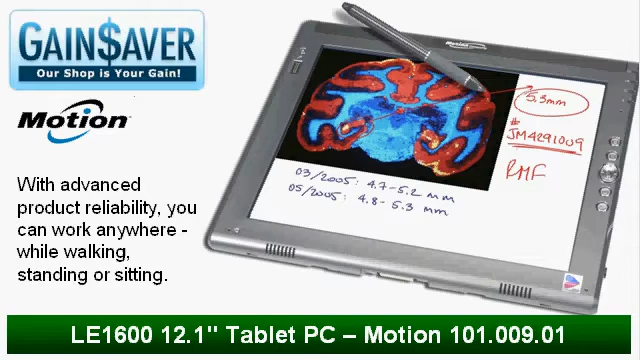 GAIN$AVER
Our Shop is Your Gain!
Motion
With advanced
product reliability, you
can work anywhere -
while walking,
standing or sitting.
Motion
5.3mm
#
JM4291009
RMF
03/2005: 4.7-5.2 mm
05/2005: 4.8-5.3 mm
LE1600 12.1" Tablet PC – Motion 101.009.01